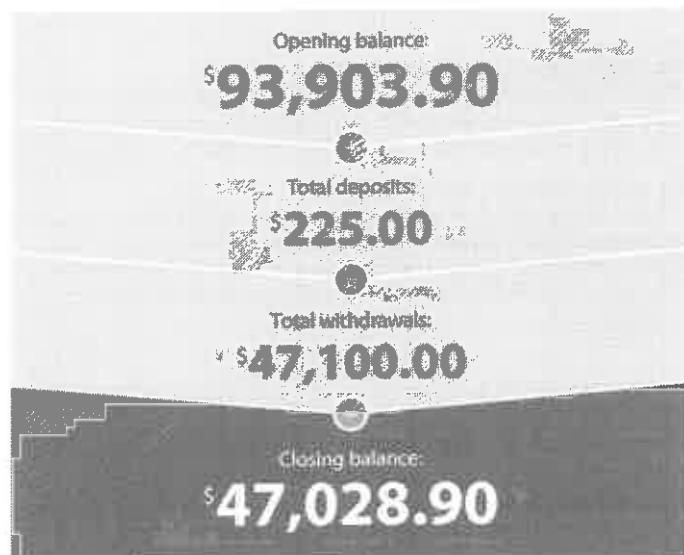 Opening balance:
$93,903.90
Total deposits:
$225.00
Total withdrawals:
$47,100.00
Closing balance:
$47,028.90